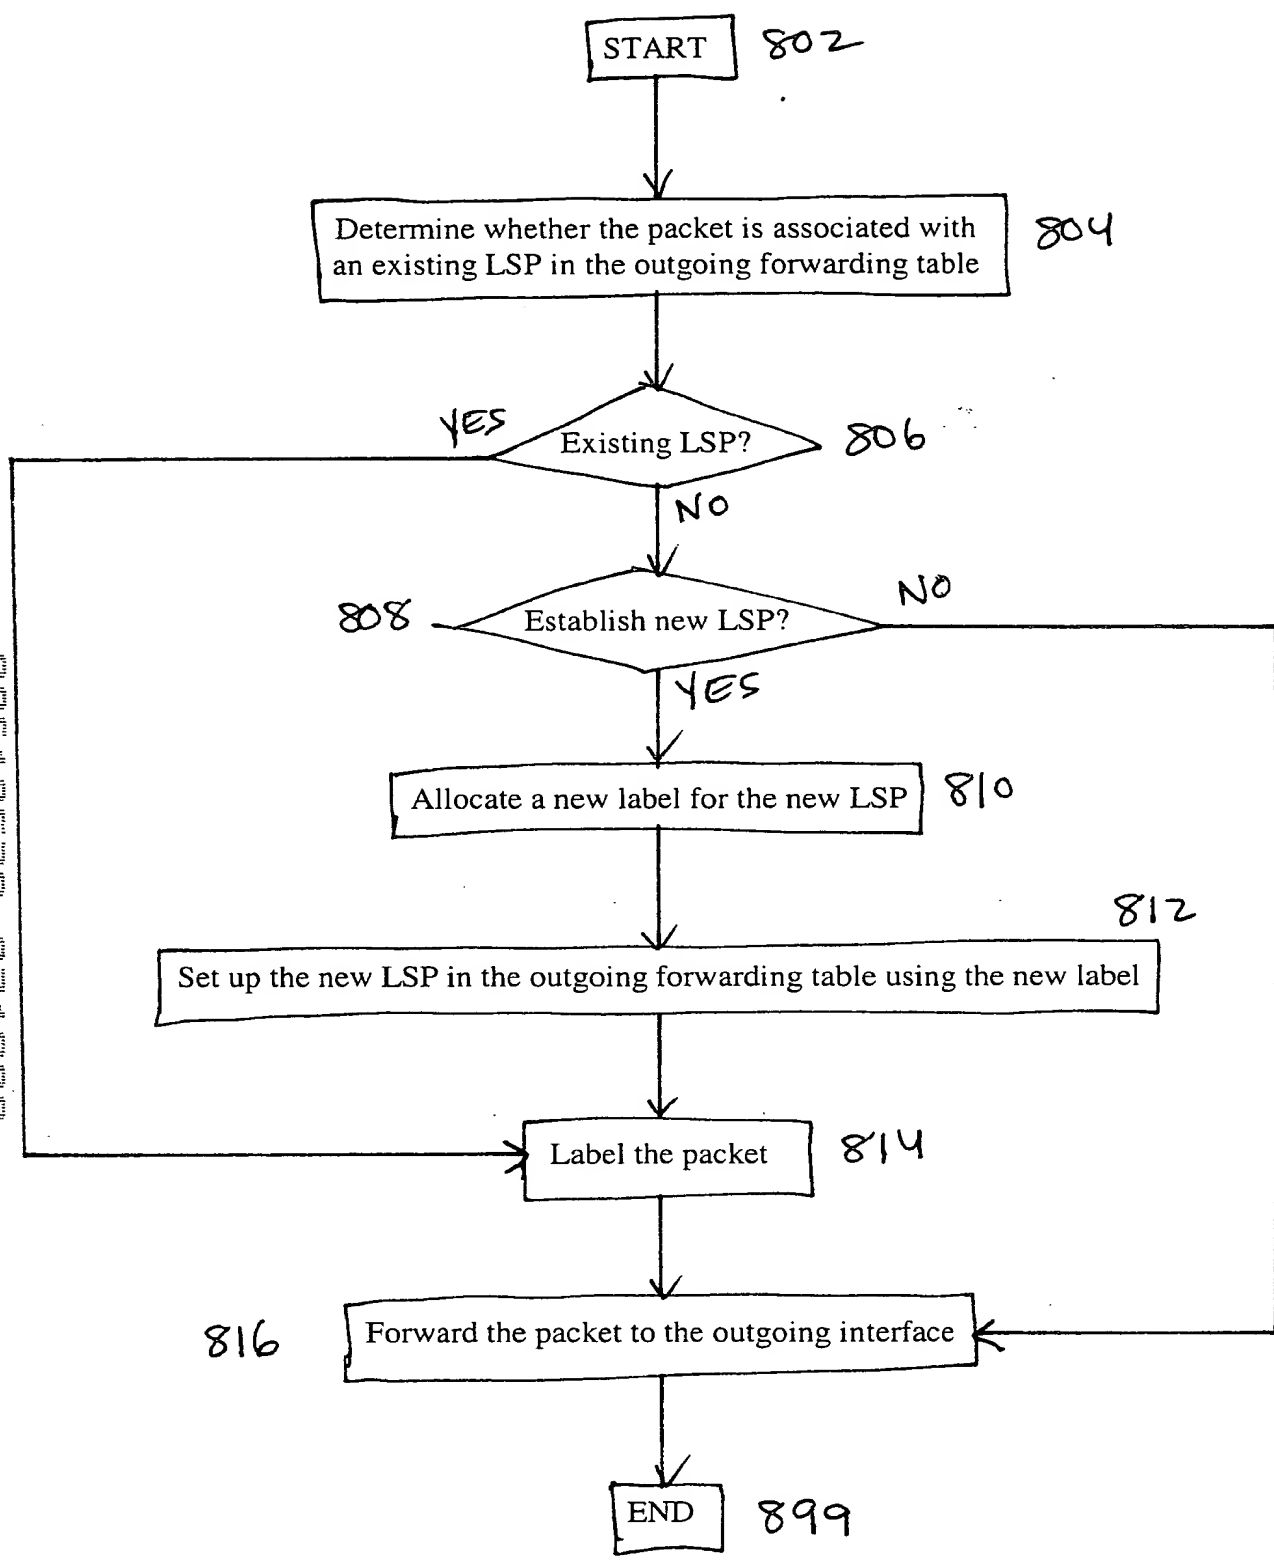 START 802
Determine whether the packet is associated with
an existing LSP in the outgoing forwarding table
804
YES
Existing LSP? 806
NO
808 Establish new LSP?
NO
YES
Allocate a new label for the new LSP 810
812
Set up the new LSP in the outgoing forwarding table using the new label
Label the packet 814
816 Forward the packet to the outgoing interface
END 899